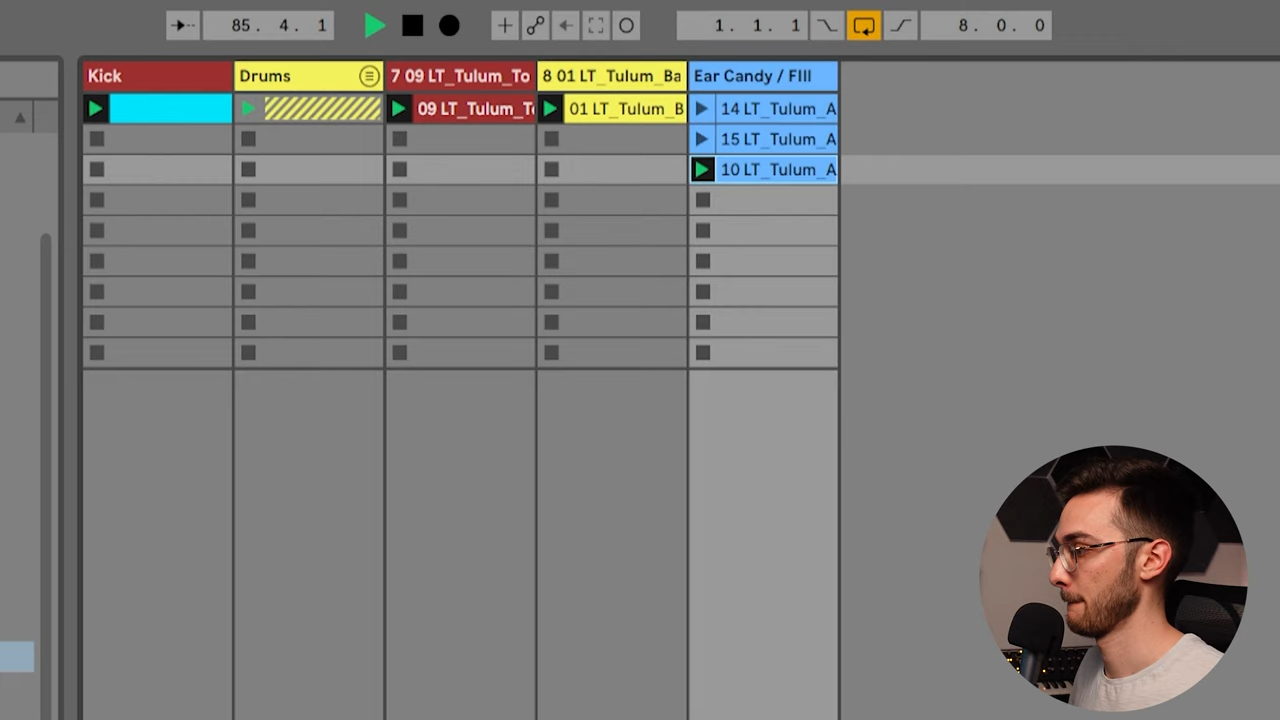 85. 4. 1
1. 1. 1
8. 0. 0
Kick
Drums
7 09 LT_Tulum_To
8 01 LT_Tulum_Ba
Ear Candy / FIll
09 LT_Tulum_To
01 LT_Tulum_B
14 LT_Tulum_A
15 LT_Tulum_A
10 LT_Tulum_A